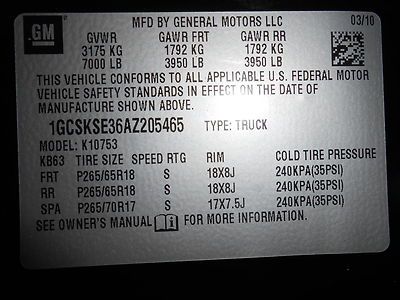 GM
MFD BY GENERAL MOTORS LLC 03/10
GVWR GAWR FRT GAWR RR
3175 KG 1792 KG 1792 KG
7000 LB 3950 LB 3950 LB
THIS VEHICLE CONFORMS TO ALL APPLICABLE U.S. FEDERAL MOTOR
VEHICLE SAFETY STANDARDS IN EFFECT ON THE DATE OF
MANUFACTURE SHOWN ABOVE.
1GCSKSE36AZ205465 TYPE: TRUCK
MODEL: K10753
KB63 TIRE SIZE SPEED RTG RIM COLD TIRE PRESSURE
FRT P265/65R18 S 18X8J 240KPA(35PSI)
RR P265/65R18 S 18X8J 240KPA(35PSI)
SPA P265/70R17 S 17X7.5J 240KPA(35PSI)
SEE OWNER'S MANUAL FOR MORE INFORMATION.